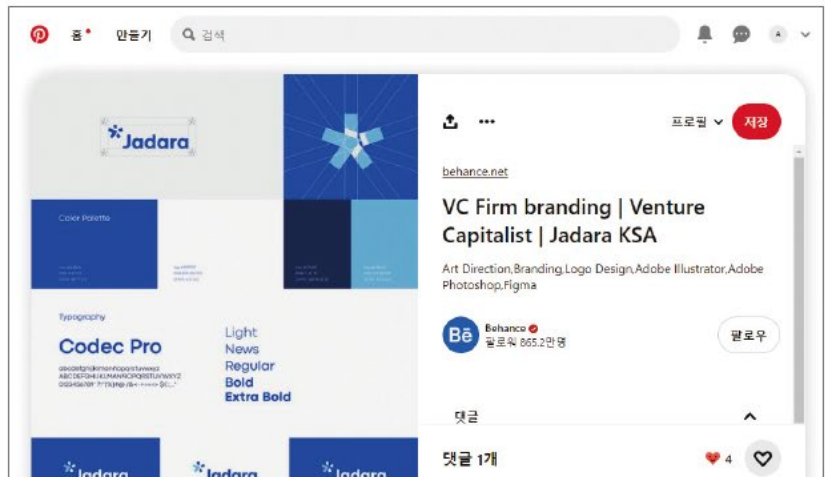 홈
만들기
검색
A
Jadara
behance.net
프로필
저장
VC Firm branding | Venture
Capitalist | Jadara KSA
Art Direction,Branding,Logo Design,Adobe Illustrator,Adobe
Photoshop,Figma
Bē
Behance
팔로워 865.2만명
팔로우
댓글
댓글 1개
4
Color Palette
Typography
Codec Pro
Light
News
Regular
Bold
Extra Bold
Jadara
Jadara
Jadara